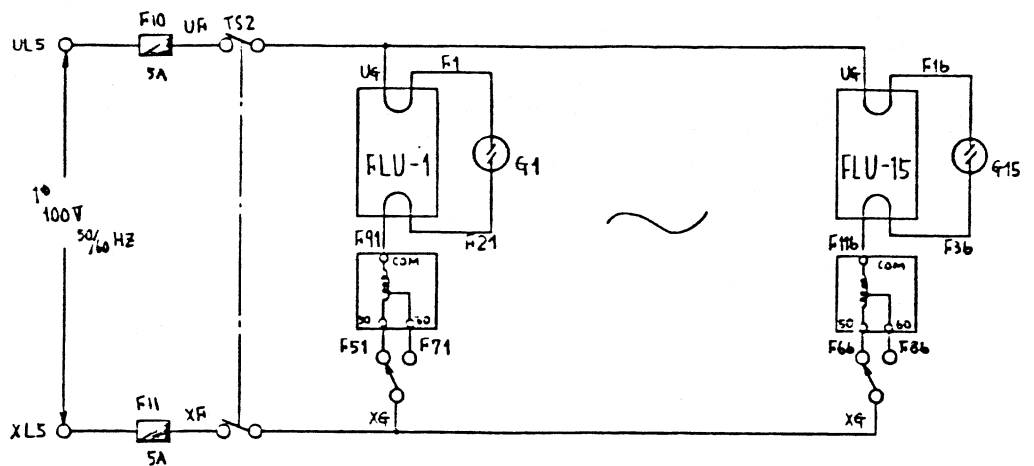 F10
UF TS2
UL5
5A
F1
UG
F16
UG
FLU-1
G1
FLU-15
G15
1Φ
100V
50/60 HZ
F91
F21
F116
F36
COM
COM
50
60
50
60
F51
F71
F66
F86
F11
XF
XG
XG
XL5
5A